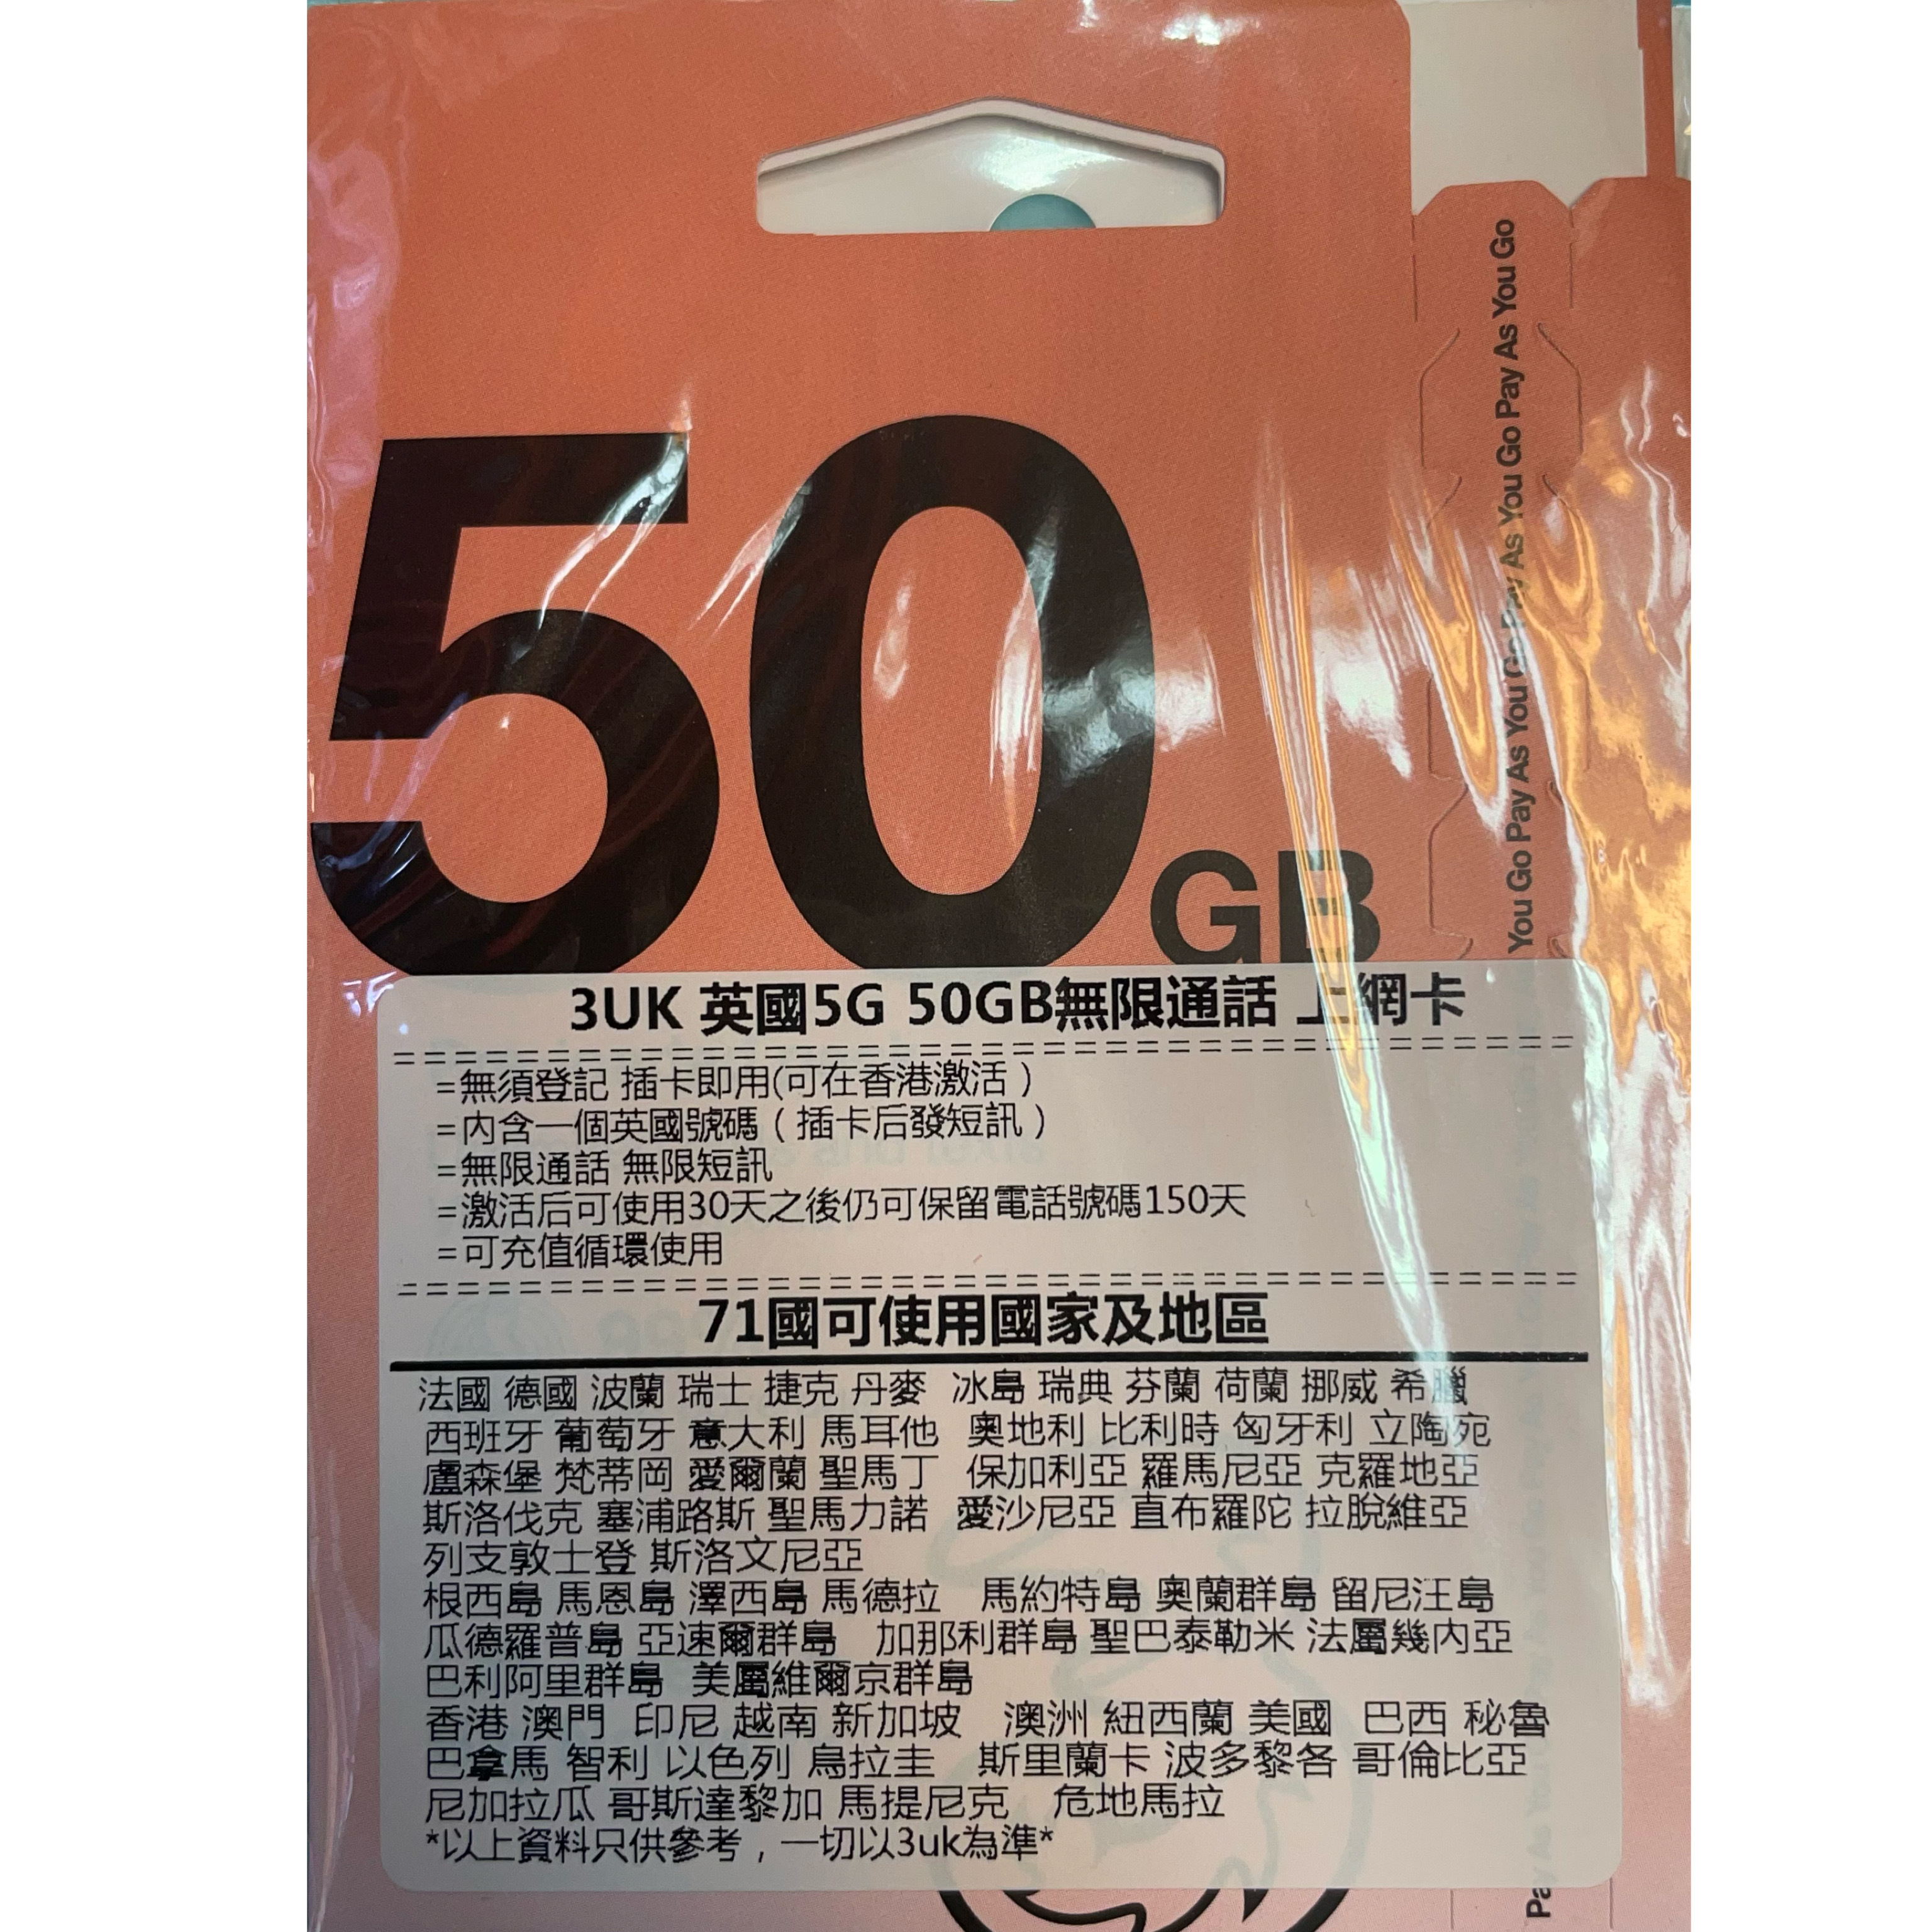 50
GB
You Go Pay As You Go Pay As You Go Pay As You Go Pay As You Go
3UK 英國5G 50GB無限通話 上網卡
=無須登記 插卡即用(可在香港激活）
=內含一個英國號碼（插卡后發短訊）
=無限通話 無限短訊
=激活后可使用30天之後仍可保留電話號碼150天
=可充值循環使用
71國可使用國家及地區
法國 德國 波蘭 瑞士 捷克 丹麥 冰島 瑞典 芬蘭 荷蘭 挪威 希臘
西班牙 葡萄牙 意大利 馬耳他 奧地利 比利時 匈牙利 立陶宛
盧森堡 梵蒂岡 愛爾蘭 聖馬丁 保加利亞 羅馬尼亞 克羅地亞
斯洛伐克 塞浦路斯 聖馬力諾 愛沙尼亞 直布羅陀 拉脫維亞
列支敦士登 斯洛文尼亞
根西島 馬恩島 澤西島 馬德拉 馬約特島 奧蘭群島 留尼汪島
瓜德羅普島 亞速爾群島 加那利群島 聖巴泰勒米 法屬幾內亞
巴利阿里群島 美屬維爾京群島
香港 澳門 印尼 越南 新加坡 澳洲 紐西蘭 美國 巴西 秘魯
巴拿馬 智利 以色列 烏拉圭 斯里蘭卡 波多黎各 哥倫比亞
尼加拉瓜 哥斯達黎加 馬提尼克 危地馬拉
*以上資料只供參考，一切以3uk為準*